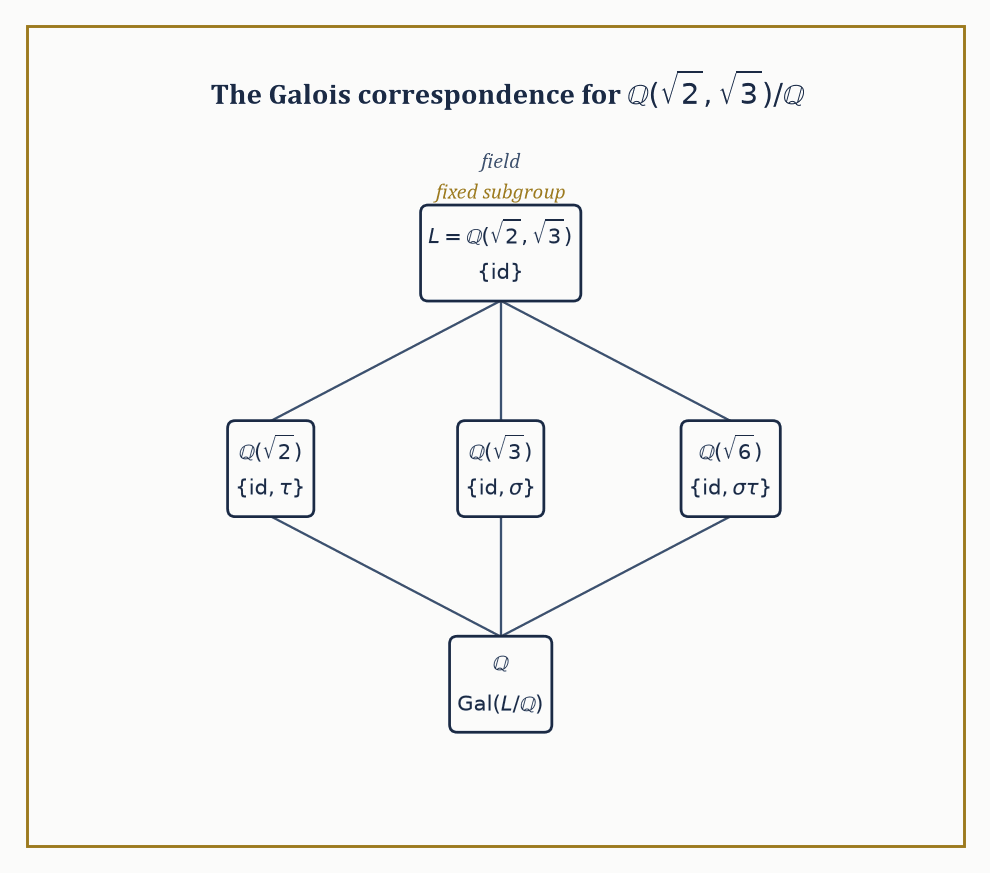 The Galois correspondence for ℚ(√2, √3)/ℚ
field
fixed subgroup
L = ℚ(√2, √3)
{id}
ℚ(√2)
{id, τ}
ℚ(√3)
{id, σ}
ℚ(√6)
{id, στ}
ℚ
Gal(L/ℚ)